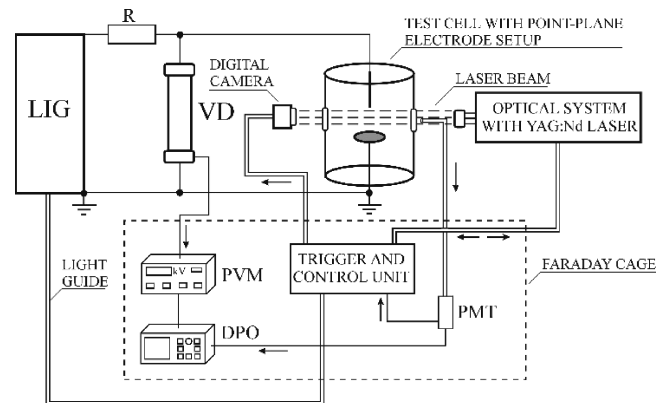 R
TEST CELL WITH POINT-PLANE
ELECTRODE SETUP
DIGITAL
CAMERA
LASER BEAM
LIG
VD
OPTICAL SYSTEM
WITH YAG:Nd LASER
LIGHT
GUIDE
kV
PVM
TRIGGER AND
CONTROL UNIT
FARADAY CAGE
PMT
DPO